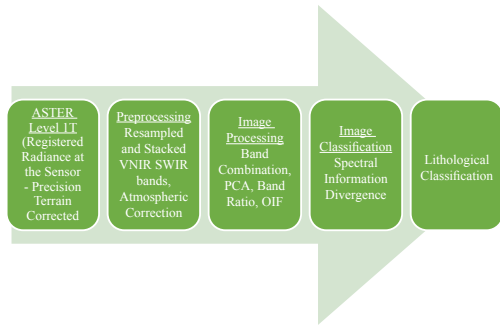 ASTER
Level 1T
(Registered
Radiance at
the Sensor
- Precision
Terrain
Corrected
Preprocessing
Resampled
and Stacked
VNIR SWIR
bands,
Atmospheric
Correction
Image
Processing
Band
Combination,
PCA, Band
Ratio, OIF
Image
Classification
Spectral
Information
Divergence
Lithological
Classification